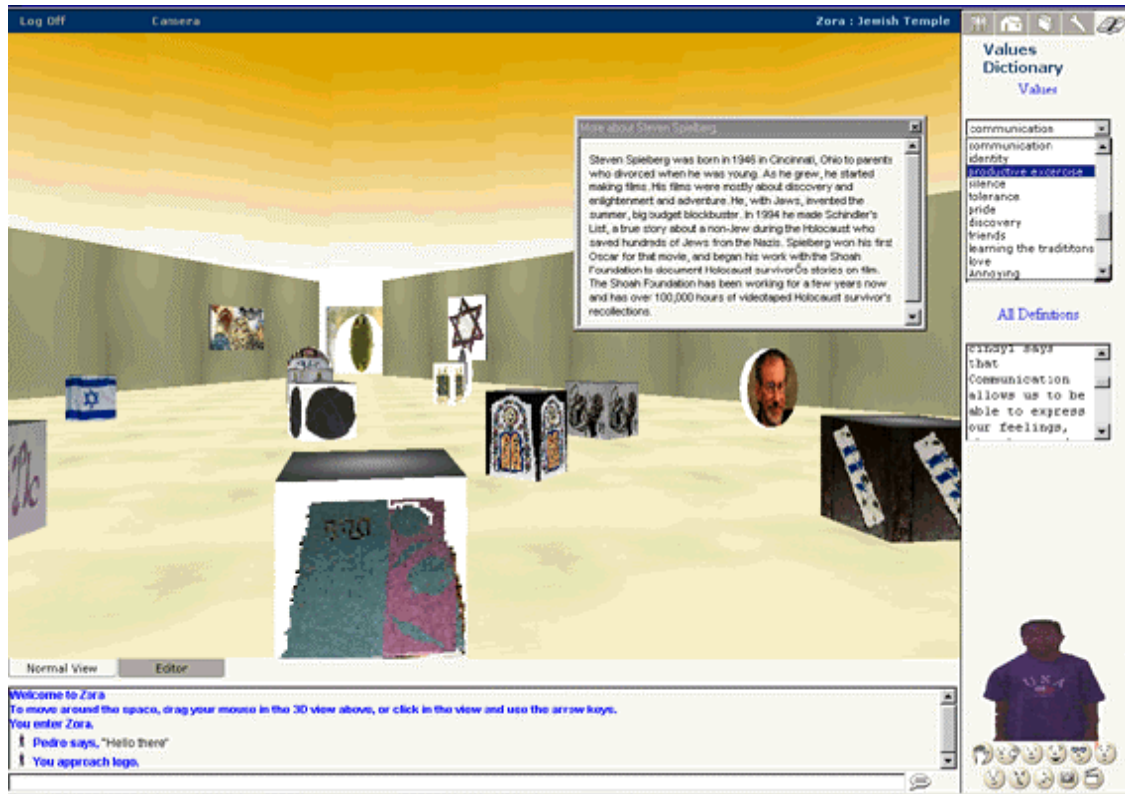 Log Off
Camera
Zora : Jewish Temple
Values
Dictionary
Values
communication
communication
identity
productive excercise
silence
tolerance
pride
discovery
friends
learning the traditions
love
Annoying
More about Steven Spielberg
Steven Spielberg was born in 1946 in Cincinnati, Ohio to parents
who divorced when he was young. As he grew, he started
making films. His films were mostly about discovery and
enlightenment and adventure. He, with Jaws, invented the
summer, big budget blockbuster. In 1994 he made Schindler's
List, a true story about a non-Jew during the Holocaust who
saved hundreds of Jews from the Nazis. Spielberg won his first
Oscar for that movie, and began his work with the Shoah
Foundation to document Holocaust survivorÕs stories on film.
The Shoah Foundation has been working for a few years now
and has over 100,000 hours of videotaped Holocaust survivor's
recollections.
All Definitions
cindyl says
that
Communication
allows us to be
able to express
our feelings,
Normal View
Editor
Welcome to Zora
To move around the space, drag your mouse in the 3D view above, or click in the view and use the arrow keys.
You enter Zora.
Pedro says, "Hello there"
You approach logo.